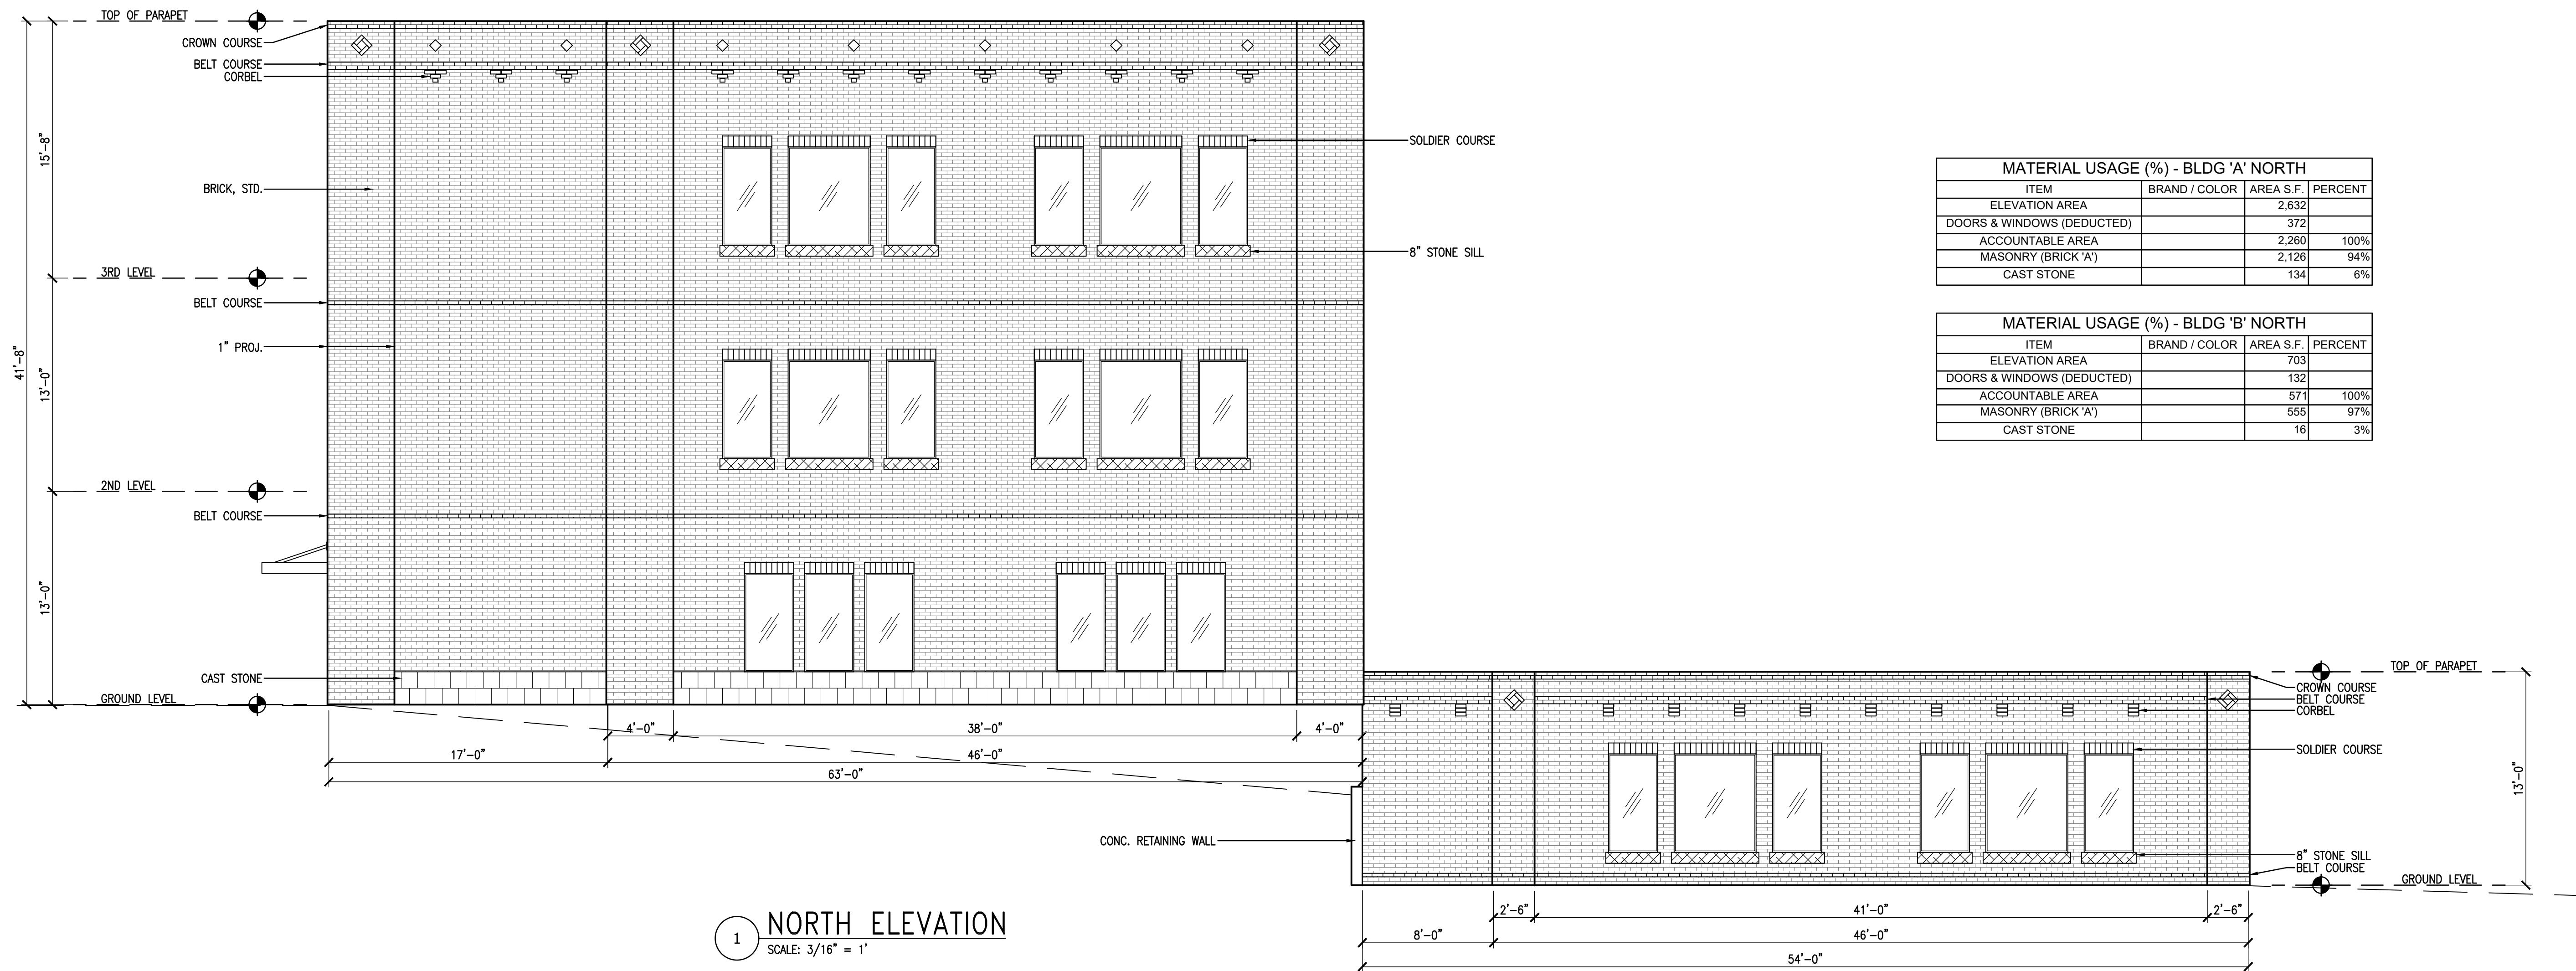 TOP OF PARAPET
CROWN COURSE
BELT COURSE
CORBEL
15'-8"
BRICK, STD.
SOLDIER COURSE
8" STONE SILL
3RD LEVEL
BELT COURSE
1" PROJ.
41'-8"
13'-0"
2ND LEVEL
BELT COURSE
13'-0"
CAST STONE
GROUND LEVEL
4'-0" 38'-0" 4'-0"
17'-0" 46'-0"
63'-0"
MATERIAL USAGE (%) - BLDG 'A' NORTH
ITEM BRAND / COLOR AREA S.F. PERCENT
ELEVATION AREA 2,632
DOORS & WINDOWS (DEDUCTED) 372
ACCOUNTABLE AREA 2,260 100%
MASONRY (BRICK 'A') 2,126 94%
CAST STONE 134 6%
MATERIAL USAGE (%) - BLDG 'B' NORTH
ITEM BRAND / COLOR AREA S.F. PERCENT
ELEVATION AREA 703
DOORS & WINDOWS (DEDUCTED) 132
ACCOUNTABLE AREA 571 100%
MASONRY (BRICK 'A') 555 97%
CAST STONE 16 3%
TOP OF PARAPET
CROWN COURSE
BELT COURSE
CORBEL
SOLDIER COURSE
13'-0"
CONC. RETAINING WALL
8" STONE SILL
BELT COURSE
GROUND LEVEL
2'-6" 41'-0" 2'-6"
8'-0" 46'-0"
54'-0"
1 NORTH ELEVATION
SCALE: 3/16" = 1'